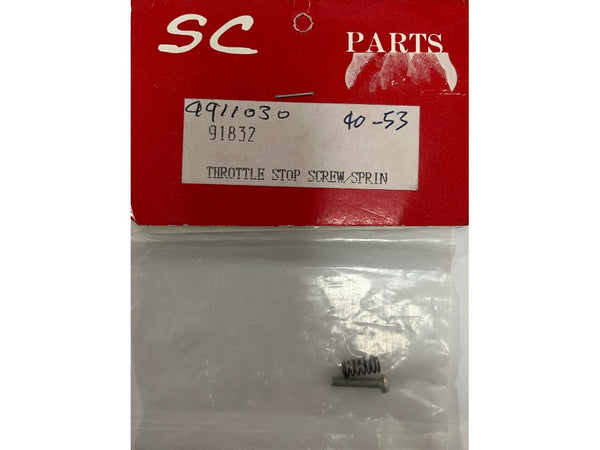 SC PARTS
4911030 40-53
91832
THROTTLE STOP SCREW/SPRIN